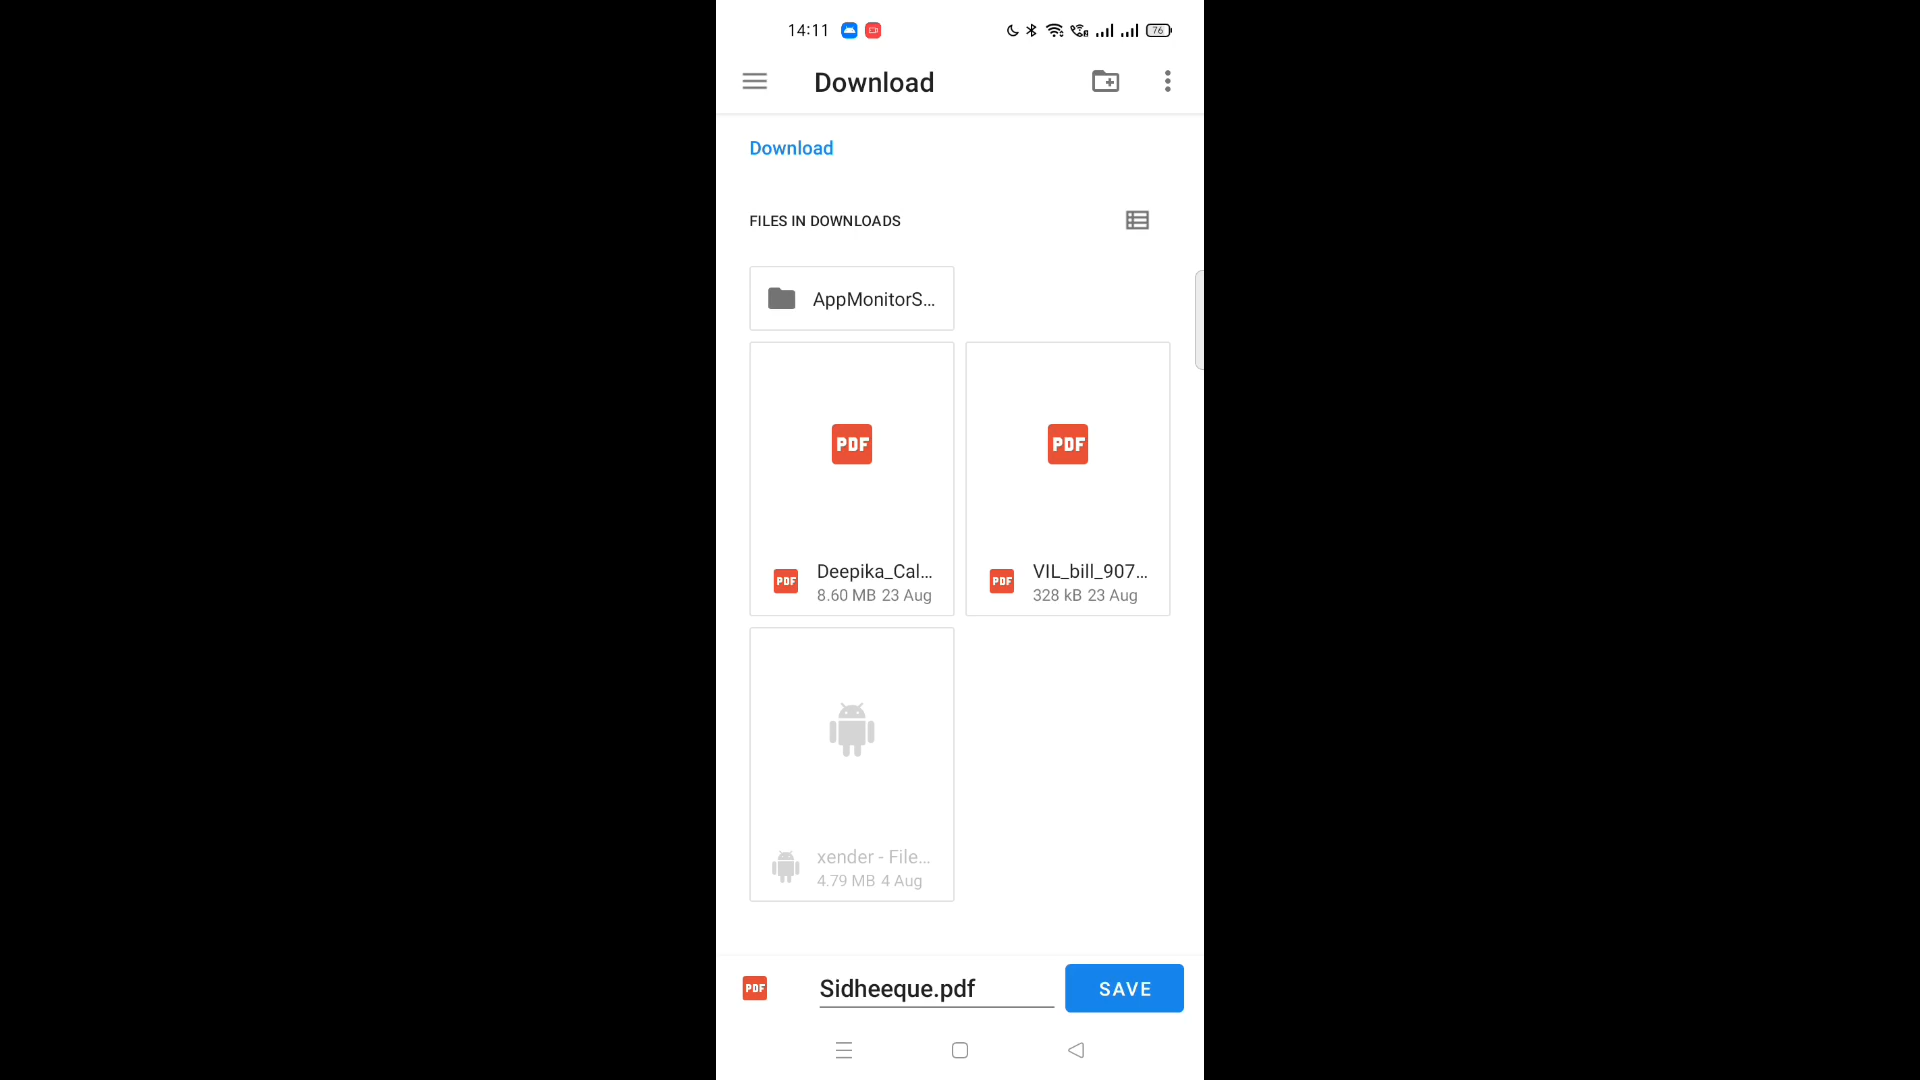 14:11
76
Download
Download
FILES IN DOWNLOADS
AppMonitorS...
PDF
PDF
PDF
Deepika_Cal...
8.60 MB 23 Aug
PDF
VIL_bill_907...
328 kB 23 Aug
xender - File...
4.79 MB 4 Aug
PDF
Sidheeque.pdf
SAVE